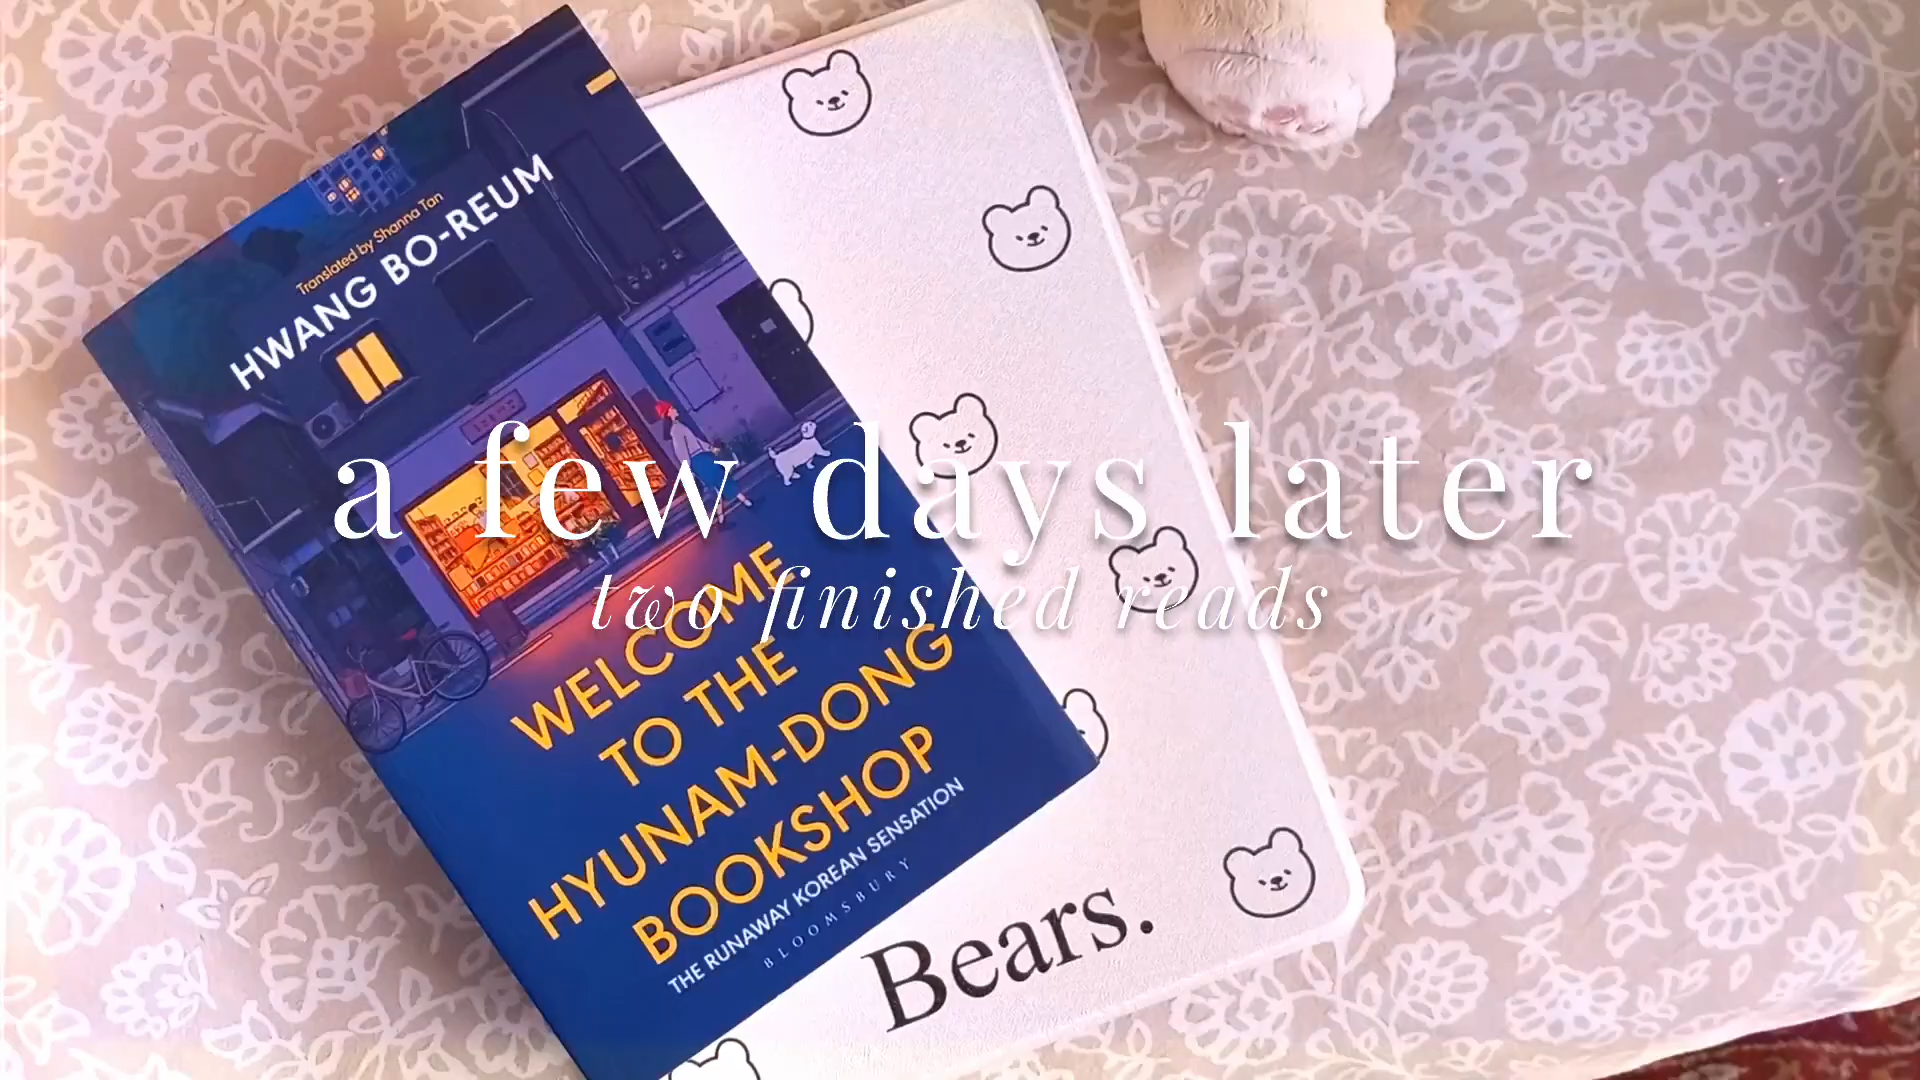 Translated by Shanna Tan
HWANG BO-REUM
a few days later
two finished reads
WELCOME
TO THE
HYUNAM-DONG
BOOKSHOP
THE RUNAWAY KOREAN SENSATION
BLOOMSBURY
Bears.